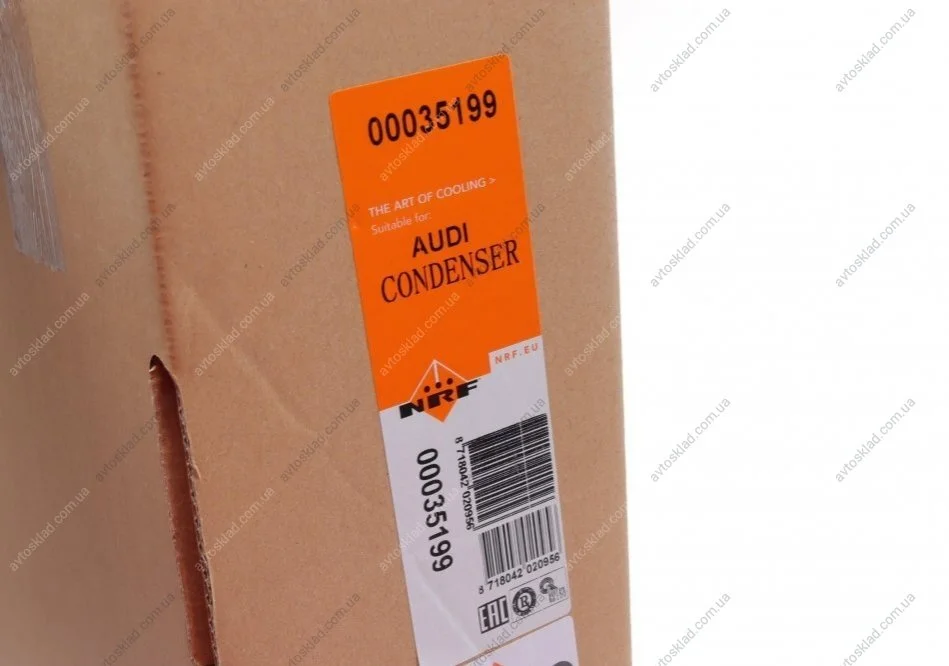 00035199
THE ART OF COOLING >
Suitable for:
AUDI
CONDENSER
NRF.EU
NRF
00035199
8 718042 020956
8 718042 020956
EAC
avtosklad.com.ua